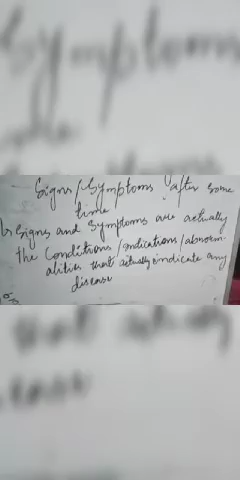 Signs/Symptoms "after some
time
↳ Signs and Symptoms are actually
the Conditions/indications/abnorm-
alities that actually indicate any
disease